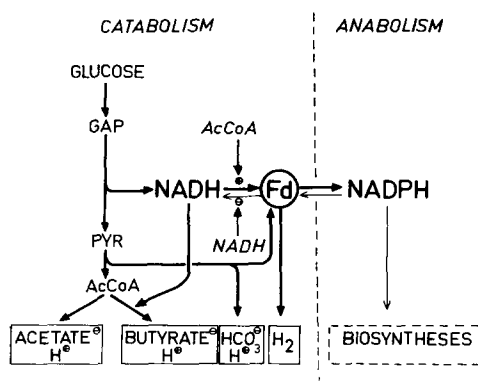 CATABOLISM ANABOLISM
GLUCOSE
GAP
AcCoA
⊕
NADH Fd NADPH
⊖
PYR NADH
AcCoA
ACETATE⊖ BUTYRATE⊖ HCO₃⊖ H₂ BIOSYNTHESES
H⊕ H⊕ H⊕